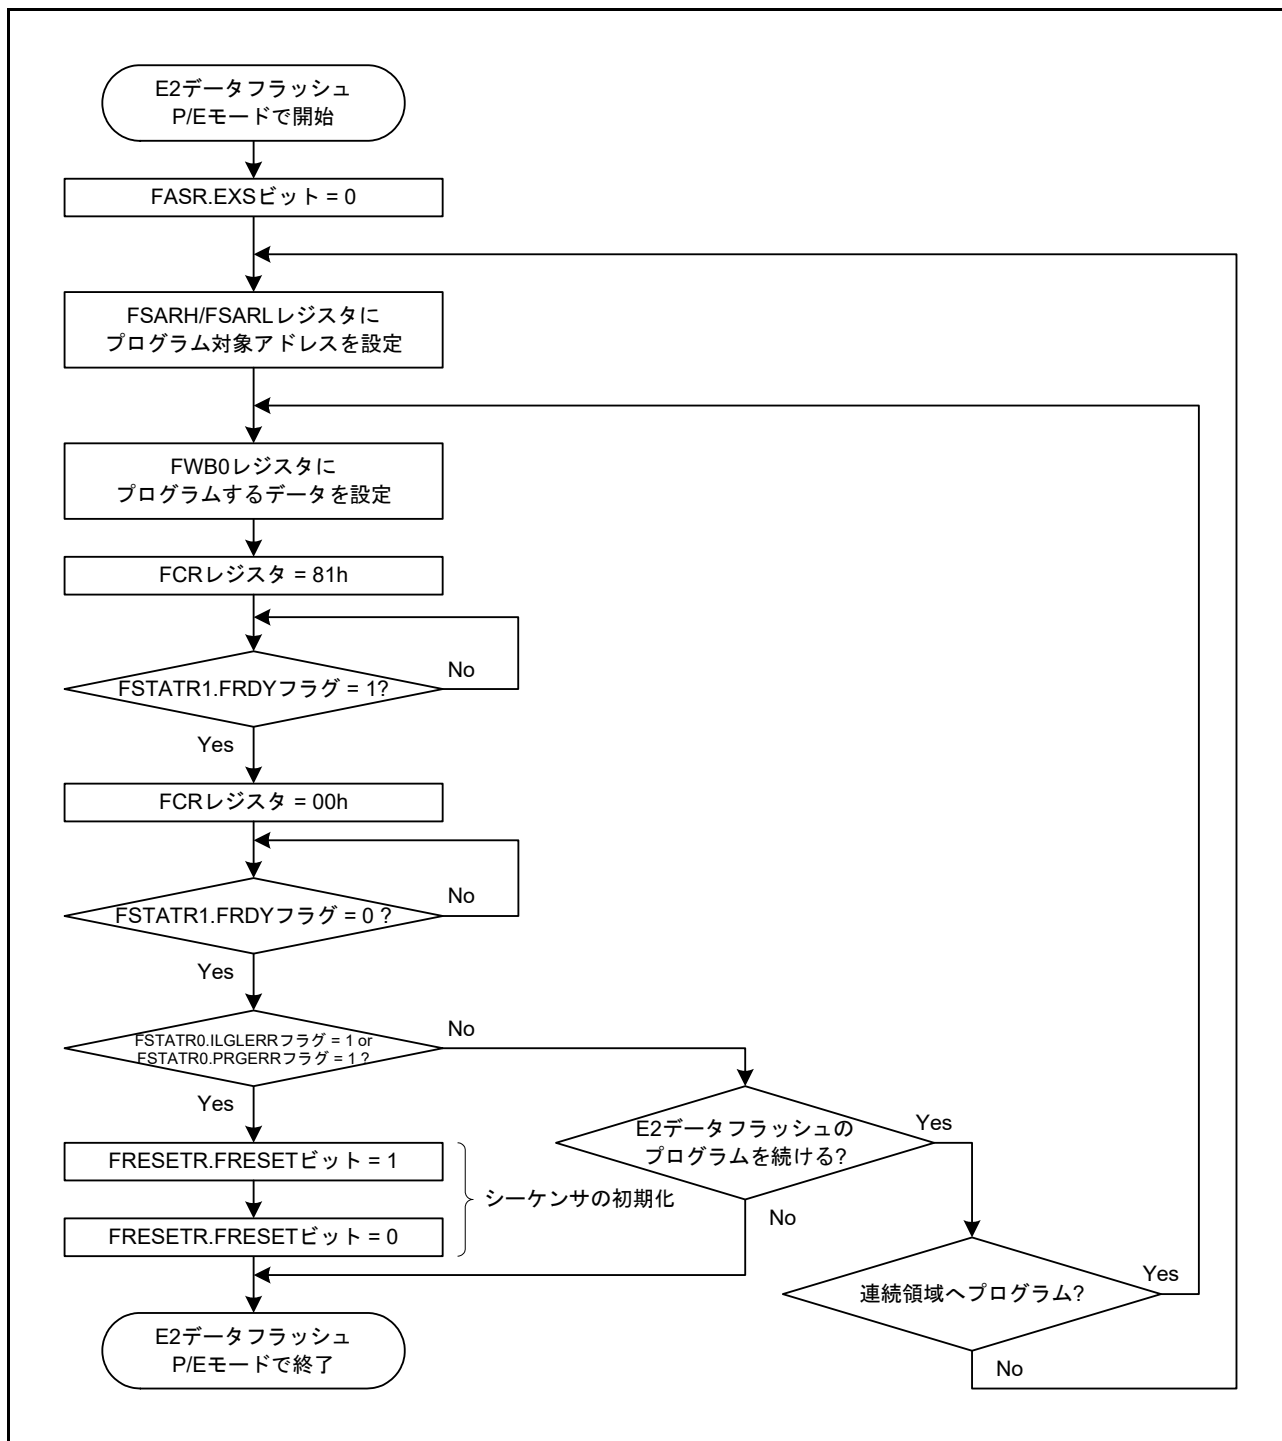 E2データフラッシュ
P/Eモードで開始
FASR.EXSビット = 0
FSARH/FSARLレジスタに
プログラム対象アドレスを設定
FWB0レジスタに
プログラムするデータを設定
FCRレジスタ = 81h
FSTATR1.FRDYフラグ = 1?
No
Yes
FCRレジスタ = 00h
FSTATR1.FRDYフラグ = 0 ?
No
Yes
FSTATR0.ILGLERRフラグ = 1 or
FSTATR0.PRGERRフラグ = 1 ?
No
Yes
E2データフラッシュの
プログラムを続ける?
Yes
No
FRESETR.FRESETビット = 1
FRESETR.FRESETビット = 0
シーケンサの初期化
連続領域へプログラム?
Yes
No
E2データフラッシュ
P/Eモードで終了